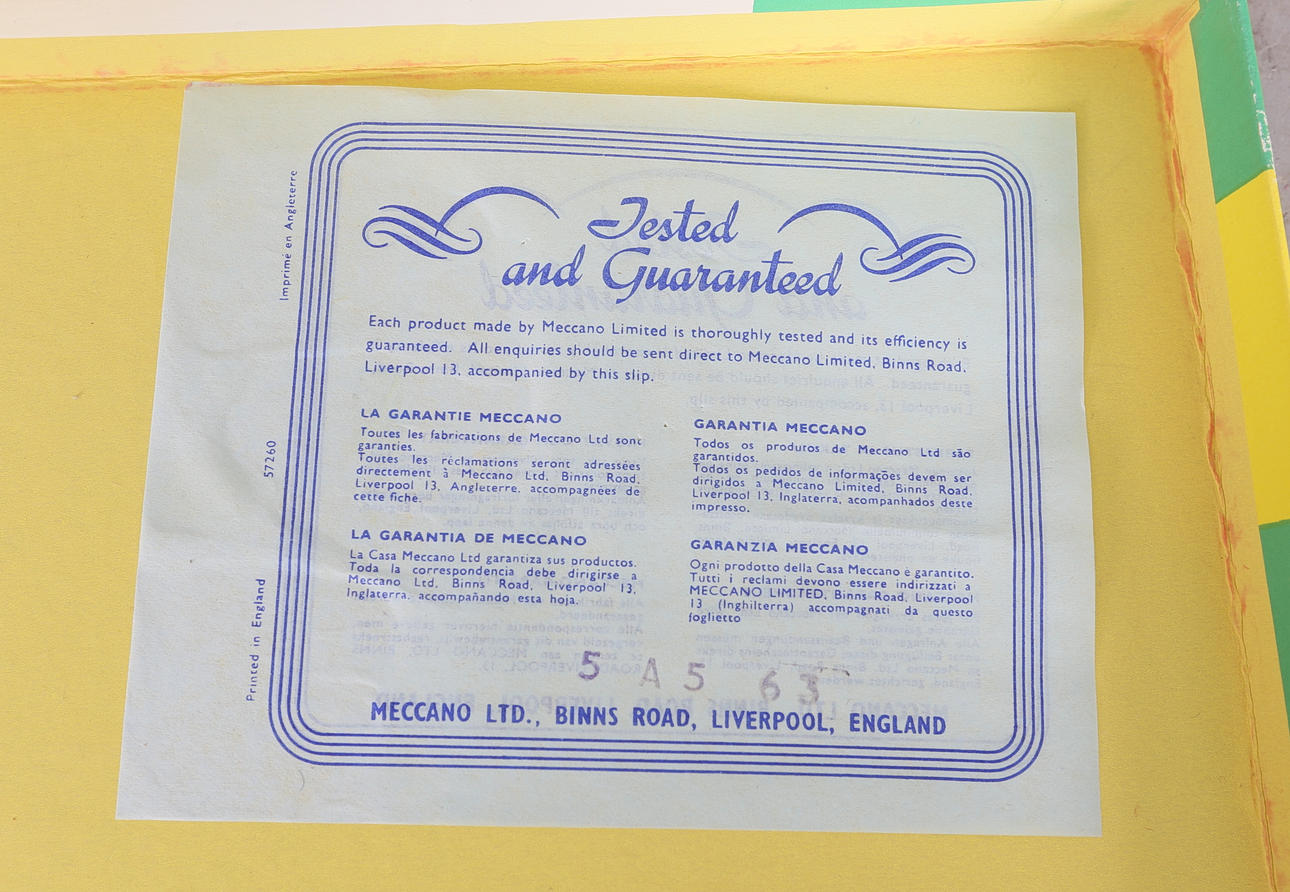 Tested
and Guaranteed
Each product made by Meccano Limited is thoroughly tested and its efficiency is
guaranteed. All enquiries should be sent direct to Meccano Limited, Binns Road,
Liverpool 13, accompanied by this slip.
LA GARANTIE MECCANO
Toutes les fabrications de Meccano Ltd sont
garanties.
Toutes les réclamations seront adressées
directement à Meccano Ltd, Binns Road,
Liverpool 13, Angleterre, accompagnées de
cette fiche.
GARANTIA MECCANO
Todos os produtos de Meccano Ltd são
garantidos.
Todos os pedidos de informações devem ser
dirigidos a Meccano Limited, Binns Road,
Liverpool 13, Inglaterra, acompanhados deste
impresso.
LA GARANTIA DE MECCANO
La Casa Meccano Ltd garantiza sus productos.
Toda la correspondencia debe dirigirse a
Meccano Ltd, Binns Road, Liverpool 13,
Inglaterra, acompañando esta hoja.
GARANZIA MECCANO
Ogni prodotto della Casa Meccano è garantito.
Tutti i reclami devono essere indirizzati a
MECCANO LIMITED, Binns Road, Liverpool
13 (Inghilterra) accompagnati da questo
foglietto
5 A 5 63
MECCANO LTD., BINNS ROAD, LIVERPOOL, ENGLAND
Imprimé en Angleterre
57260
Printed in England